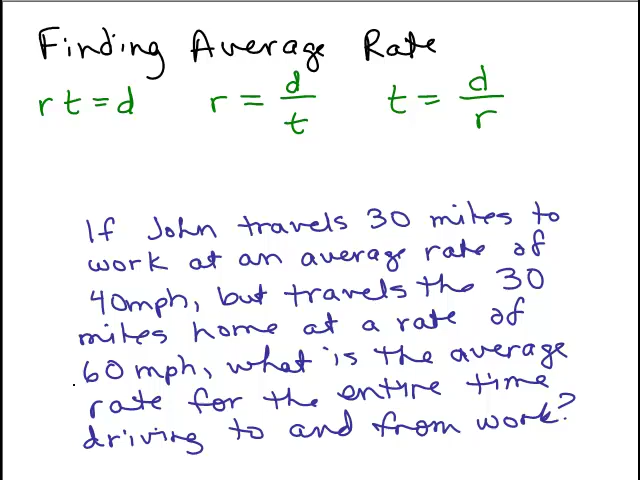 Finding Average Rate
rt = d r = d/t t = d/r
If John travels 30 miles to
work at an average rate of
40mph, but travels the 30
miles home at a rate of
60 mph, what is the average
rate for the entire time
driving to and from work?